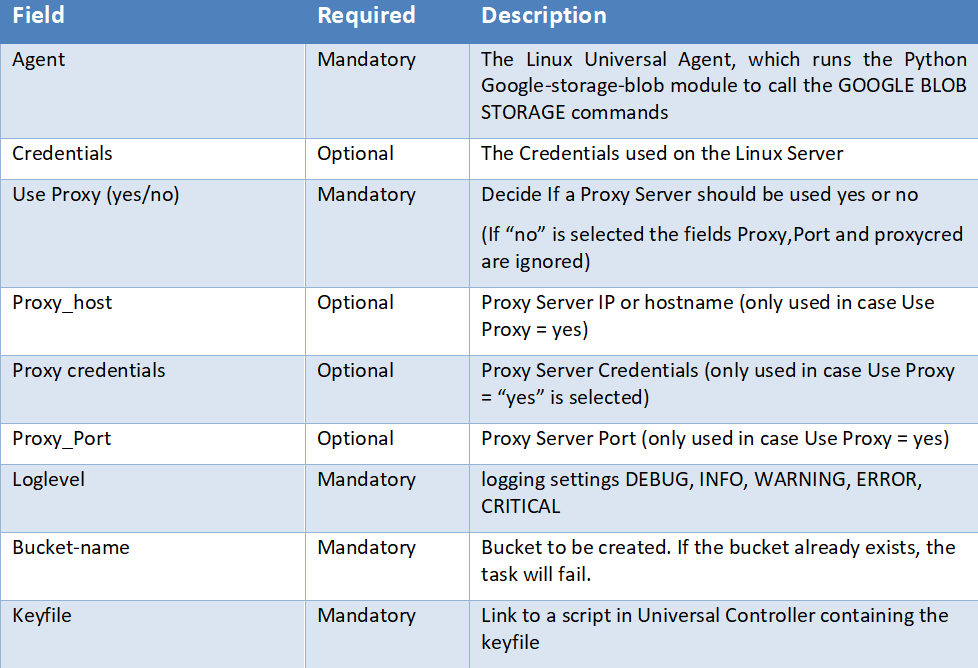 Field Required Description
Agent Mandatory The Linux Universal Agent, which runs the Python
Google-storage-blob module to call the GOOGLE BLOB
STORAGE commands
Credentials Optional The Credentials used on the Linux Server
Use Proxy (yes/no) Mandatory Decide If a Proxy Server should be used yes or no
(If “no” is selected the fields Proxy,Port and proxycred
are ignored)
Proxy_host Optional Proxy Server IP or hostname (only used in case Use
Proxy = yes)
Proxy credentials Optional Proxy Server Credentials (only used in case Use Proxy
= “yes” is selected)
Proxy_Port Optional Proxy Server Port (only used in case Use Proxy = yes)
Loglevel Mandatory logging settings DEBUG, INFO, WARNING, ERROR,
CRITICAL
Bucket-name Mandatory Bucket to be created. If the bucket already exists, the
task will fail.
Keyfile Mandatory Link to a script in Universal Controller containing the
keyfile